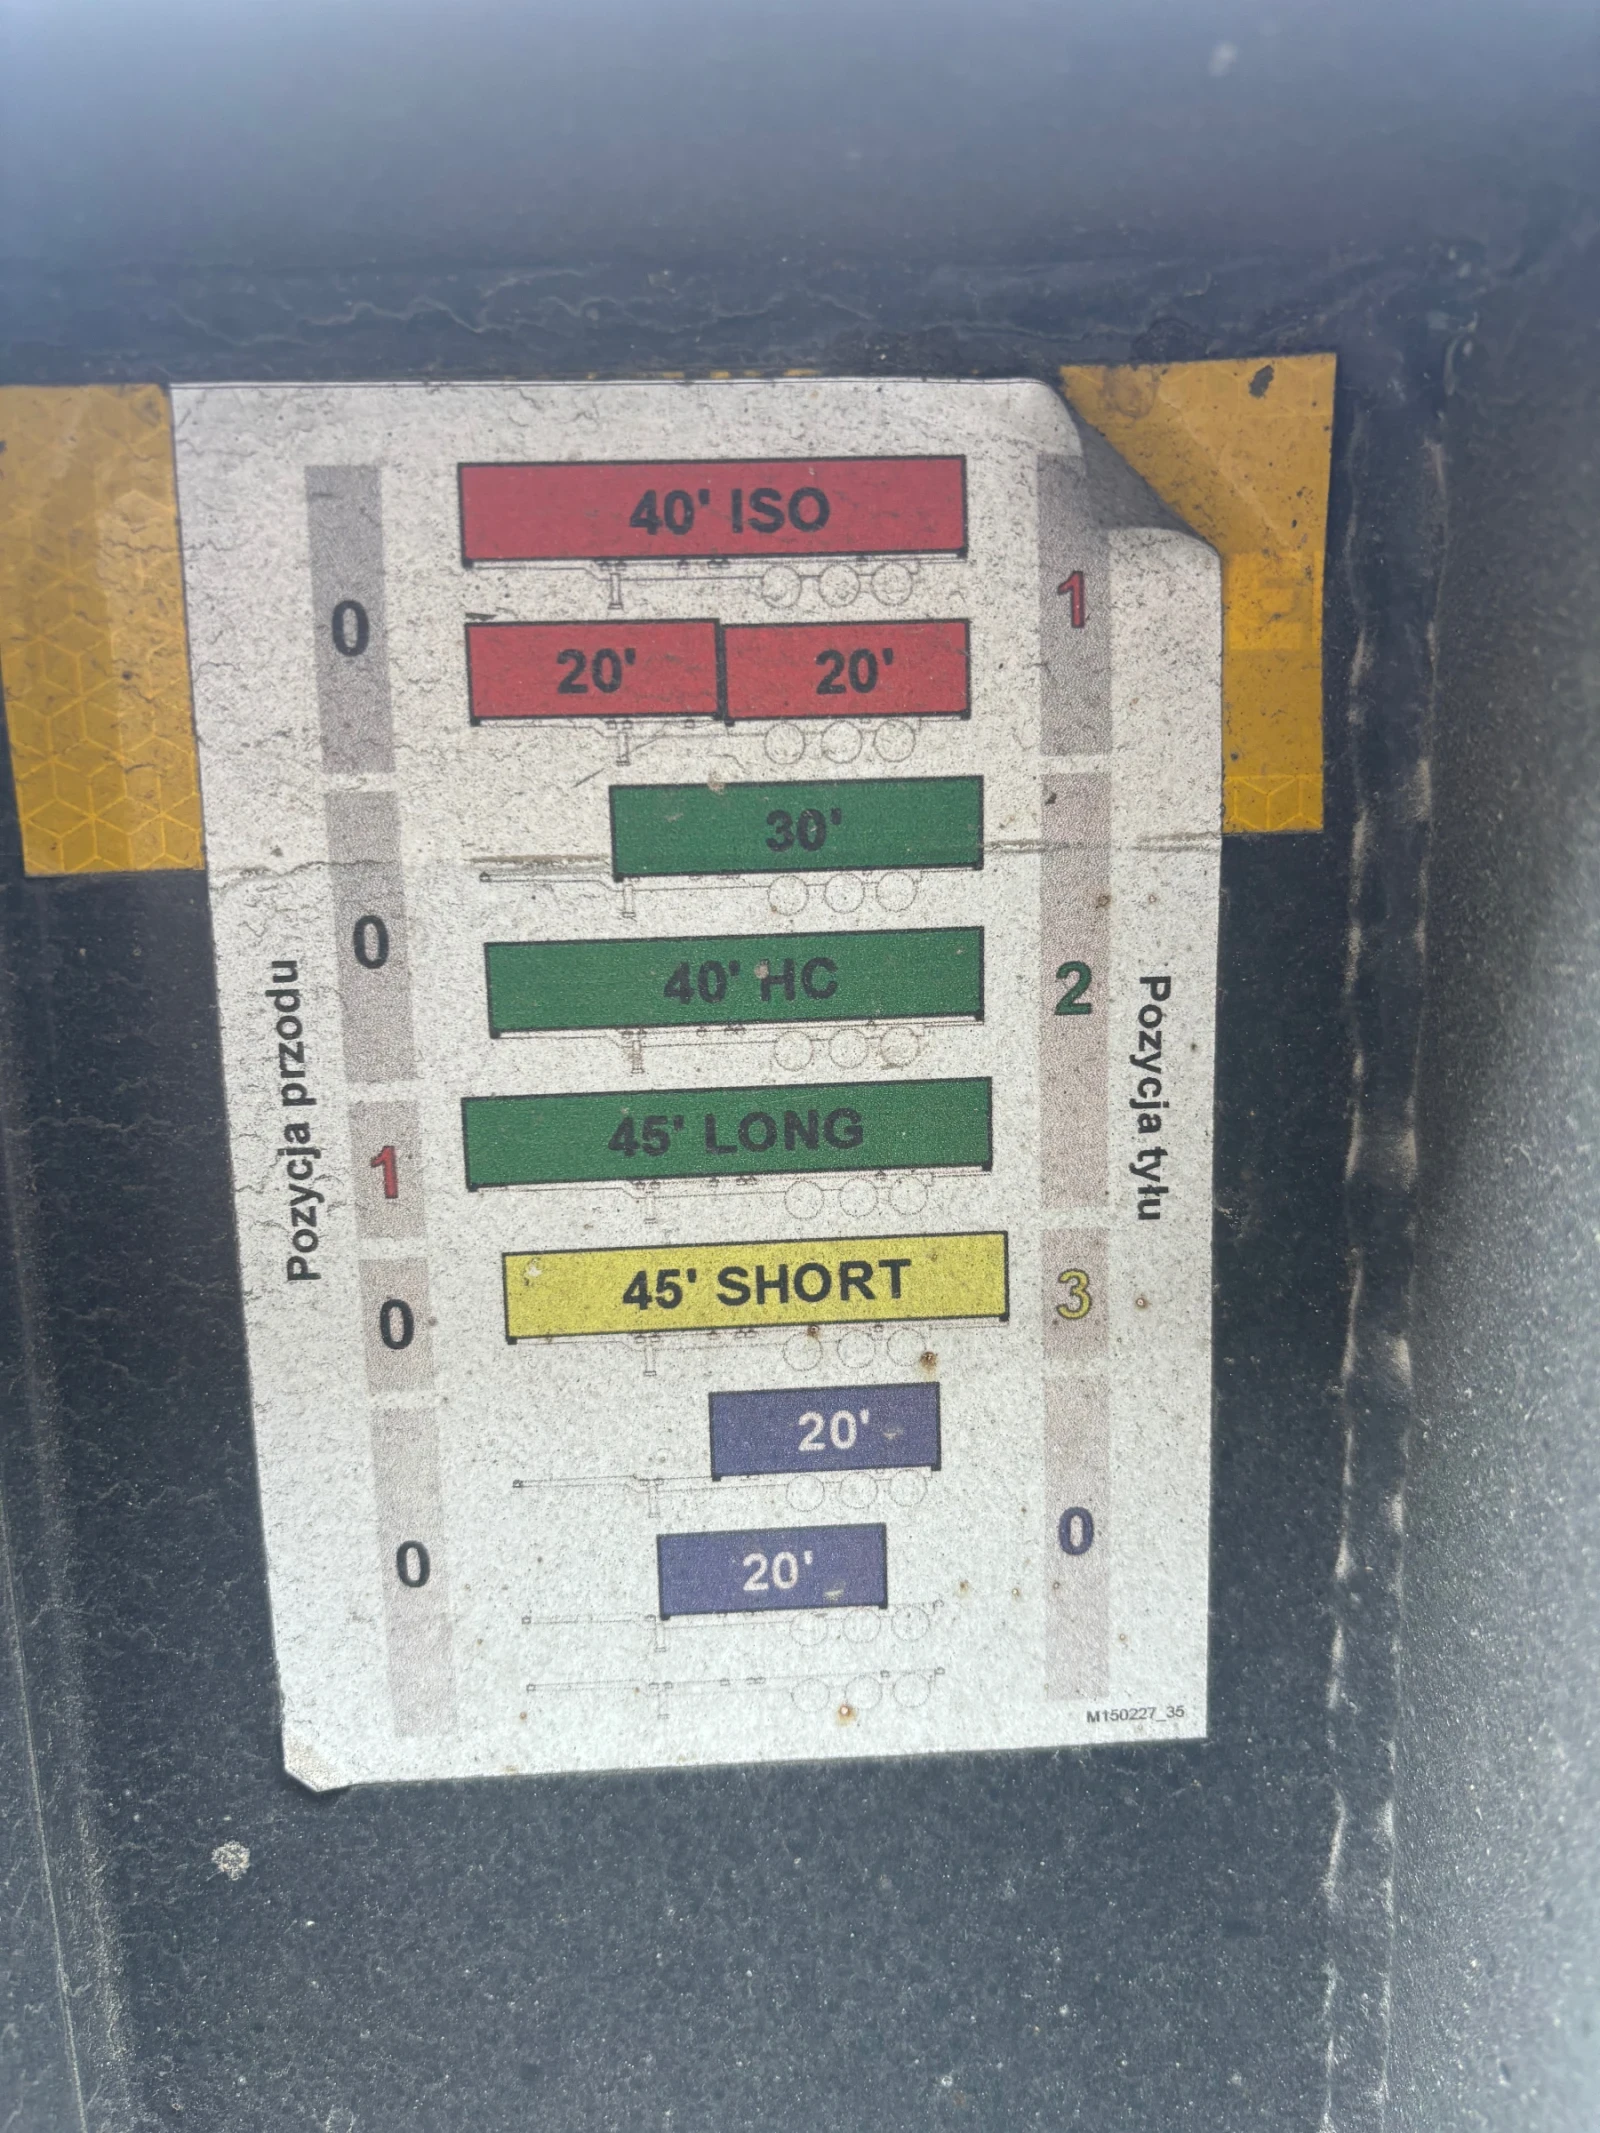 40' ISO
0
1
20' 20'
30'
0
40' HC
2
Pozycja przodu
Pozycja tyłu
45' LONG
1
45' SHORT
0
3
20'
0
0
20'
M150227_35